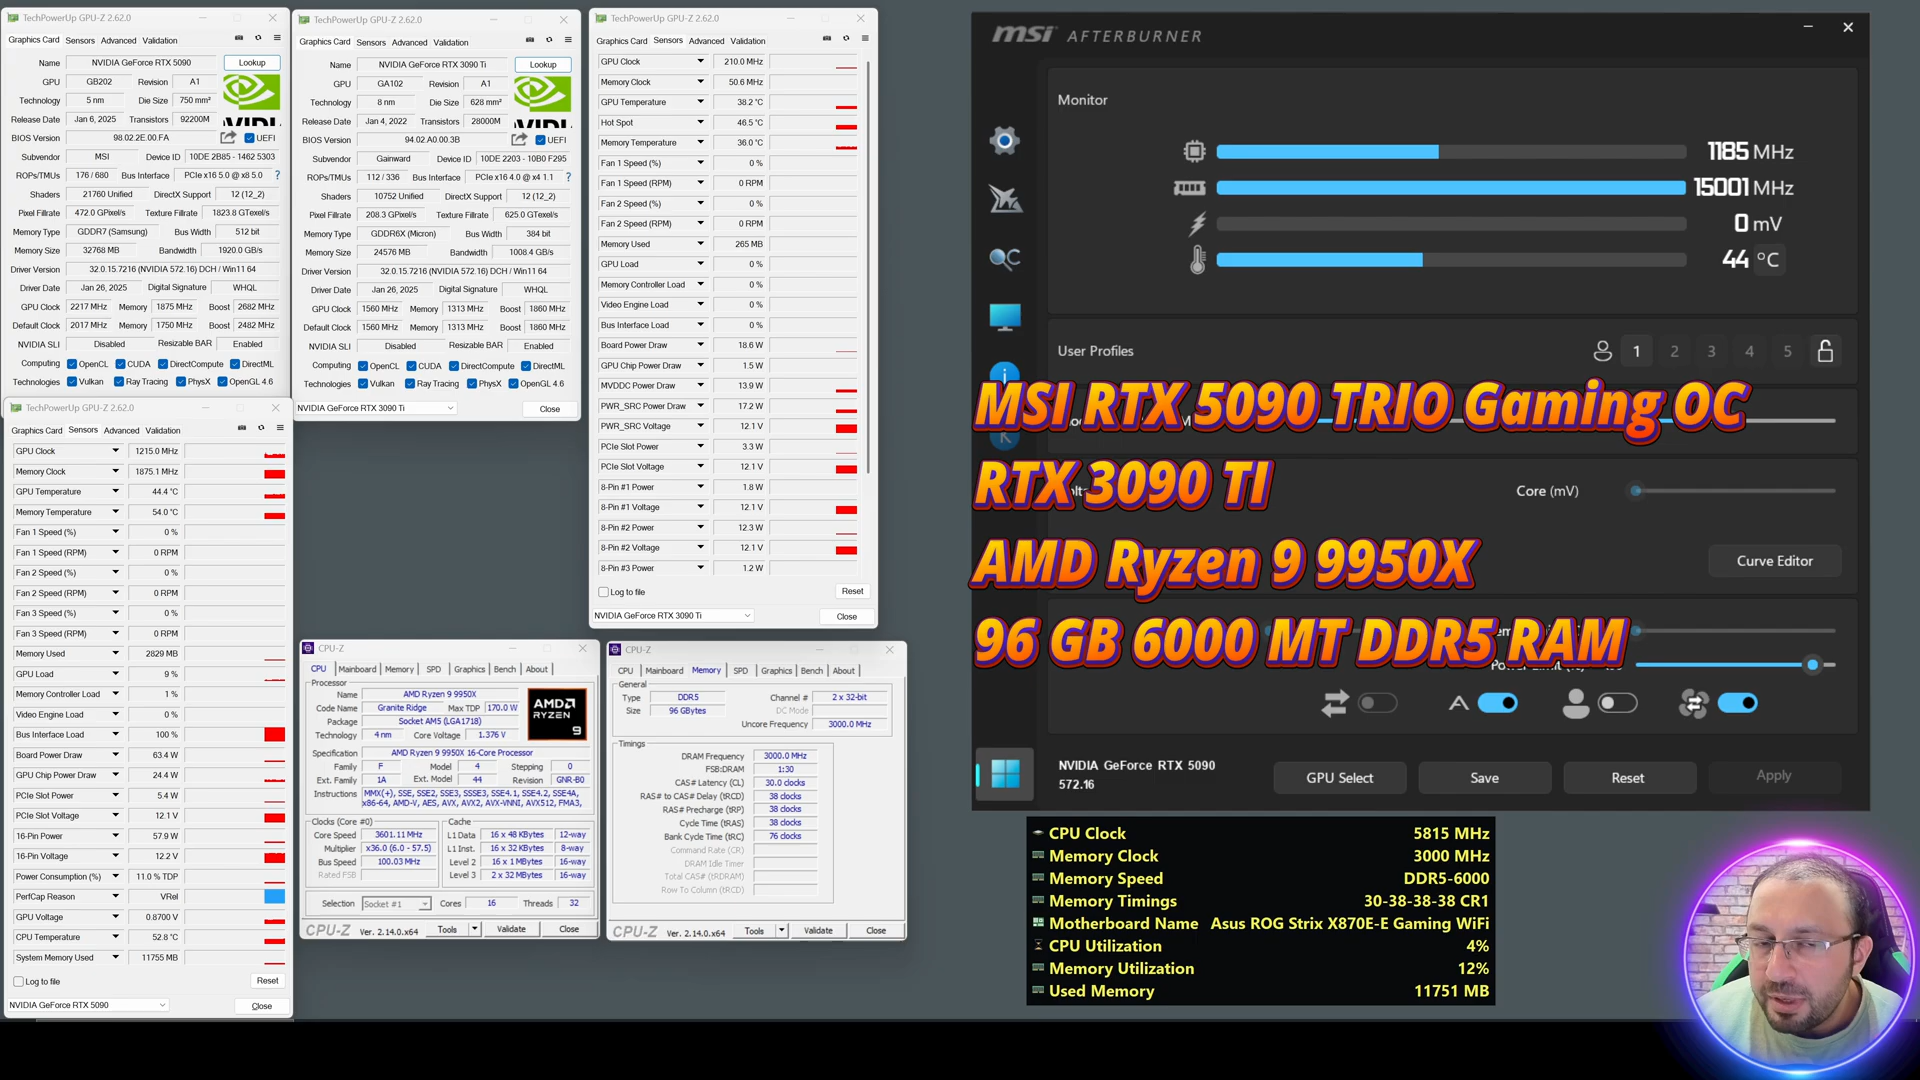 TechPowerUp GPU-Z 2.62.0
Graphics Card Sensors Advanced Validation
Name NVIDIA GeForce RTX 5090 Lookup
GPU GB202 Revision A1
Technology 5 nm Die Size 750 mm²
Release Date Jan 6, 2025 Transistors 92200M
BIOS Version 98.02.2E.00.FA UEFI
Subvendor MSI Device ID 10DE 2B85 - 1462 5303
ROPs/TMUs 176 / 680 Bus Interface PCIe x16 5.0 @ x8 5.0 ?
Shaders 21760 Unified DirectX Support 12 (12_2)
Pixel Fillrate 472.0 GPixel/s Texture Fillrate 1823.8 GTexel/s
Memory Type GDDR7 (Samsung) Bus Width 512 bit
Memory Size 32768 MB Bandwidth 1920.0 GB/s
Driver Version 32.0.15.7216 (NVIDIA 572.16) DCH / Win11 64
Driver Date Jan 26, 2025 Digital Signature WHQL
GPU Clock 2217 MHz Memory 1875 MHz Boost 2682 MHz
Default Clock 2017 MHz Memory 1750 MHz Boost 2482 MHz
NVIDIA SLI Disabled Resizable BAR Enabled
Computing OpenCL CUDA DirectCompute DirectML
Technologies Vulkan Ray Tracing PhysX OpenGL 4.6
TechPowerUp GPU-Z 2.62.0
Graphics Card Sensors Advanced Validation
Name NVIDIA GeForce RTX 3090 Ti Lookup
GPU GA102 Revision A1
Technology 8 nm Die Size 628 mm²
Release Date Jan 4, 2022 Transistors 28000M
BIOS Version 94.02.A0.00.3B UEFI
Subvendor Gainward Device ID 10DE 2203 - 10B0 F295
ROPs/TMUs 112 / 336 Bus Interface PCIe x16 4.0 @ x4 1.1 ?
Shaders 10752 Unified DirectX Support 12 (12_2)
Pixel Fillrate 208.3 GPixel/s Texture Fillrate 625.0 GTexel/s
Memory Type GDDR6X (Micron) Bus Width 384 bit
Memory Size 24576 MB Bandwidth 1008.4 GB/s
Driver Version 32.0.15.7216 (NVIDIA 572.16) DCH / Win11 64
Driver Date Jan 26, 2025 Digital Signature WHQL
GPU Clock 1560 MHz Memory 1313 MHz Boost 1860 MHz
Default Clock 1560 MHz Memory 1313 MHz Boost 1860 MHz
NVIDIA SLI Disabled Resizable BAR Enabled
Computing OpenCL CUDA DirectCompute DirectML
Technologies Vulkan Ray Tracing PhysX OpenGL 4.6
NVIDIA GeForce RTX 3090 Ti Close
TechPowerUp GPU-Z 2.62.0
Graphics Card Sensors Advanced Validation
GPU Clock 210.0 MHz
Memory Clock 50.6 MHz
GPU Temperature 38.2 °C
Hot Spot 46.5 °C
Memory Temperature 36.0 °C
Fan 1 Speed (%) 0 %
Fan 1 Speed (RPM) 0 RPM
Fan 2 Speed (%) 0 %
Fan 2 Speed (RPM) 0 RPM
Memory Used 265 MB
GPU Load 0 %
Memory Controller Load 0 %
Video Engine Load 0 %
Bus Interface Load 0 %
Board Power Draw 18.6 W
GPU Chip Power Draw 1.5 W
MVDDC Power Draw 13.9 W
PWR_SRC Power Draw 17.2 W
PWR_SRC Voltage 12.1 V
PCIe Slot Power 3.3 W
PCIe Slot Voltage 12.1 V
8-Pin #1 Power 1.8 W
8-Pin #1 Voltage 12.1 V
8-Pin #2 Power 12.3 W
8-Pin #2 Voltage 12.1 V
8-Pin #3 Power 1.2 W
Log to file Reset
NVIDIA GeForce RTX 3090 Ti Close
TechPowerUp GPU-Z 2.62.0
Graphics Card Sensors Advanced Validation
GPU Clock 1215.0 MHz
Memory Clock 1875.1 MHz
GPU Temperature 44.4 °C
Memory Temperature 54.0 °C
Fan 1 Speed (%) 0 %
Fan 1 Speed (RPM) 0 RPM
Fan 2 Speed (%) 0 %
Fan 2 Speed (RPM) 0 RPM
Fan 3 Speed (%) 0 %
Fan 3 Speed (RPM) 0 RPM
Memory Used 2829 MB
GPU Load 9 %
Memory Controller Load 1 %
Video Engine Load 0 %
Bus Interface Load 100 %
Board Power Draw 63.4 W
GPU Chip Power Draw 24.4 W
PCIe Slot Power 5.4 W
PCIe Slot Voltage 12.1 V
16-Pin Power 57.9 W
16-Pin Voltage 12.2 V
Power Consumption (%) 11.0 % TDP
PerfCap Reason VRel
GPU Voltage 0.8700 V
CPU Temperature 52.8 °C
System Memory Used 11755 MB
Log to file Reset
NVIDIA GeForce RTX 5090 Close
CPU-Z
CPU Mainboard Memory SPD Graphics Bench About
Processor
Name AMD Ryzen 9 9950X
Code Name Granite Ridge Max TDP 170.0 W
Package Socket AM5 (LGA1718)
Technology 4 nm Core Voltage 1.376 V
AMD RYZEN 9
Specification AMD Ryzen 9 9950X 16-Core Processor
Family F Model 4 Stepping 0
Ext. Family 1A Ext. Model 44 Revision GNR-B0
Instructions MMX(+), SSE, SSE2, SSE3, SSSE3, SSE4.1, SSE4.2, SSE4A,
x86-64, AMD-V, AES, AVX, AVX2, AVX-VNNI, AVX512, FMA3,
Clocks (Core #0) Cache
Core Speed 3601.11 MHz L1 Data 16 x 48 KBytes 12-way
Multiplier x36.0 (6.0 - 57.5) L1 Inst. 16 x 32 KBytes 8-way
Bus Speed 100.03 MHz Level 2 16 x 1 MBytes 16-way
Rated FSB Level 3 2 x 32 MBytes 16-way
Selection Socket #1 Cores 16 Threads 32
CPU-Z Ver. 2.14.0.x64 Tools Validate Close
CPU-Z
CPU Mainboard Memory SPD Graphics Bench About
General
Type DDR5 Channel # 2 x 32-bit
Size 96 GBytes DC Mode
Uncore Frequency 3000.0 MHz
Timings
DRAM Frequency 3000.0 MHz
FSB:DRAM 1:30
CAS# Latency (CL) 30.0 clocks
RAS# to CAS# Delay (tRCD) 38 clocks
RAS# Precharge (tRP) 38 clocks
Cycle Time (tRAS) 38 clocks
Bank Cycle Time (tRC) 76 clocks
Command Rate (CR)
DRAM Idle Timer
Total CAS# (tRDRAM)
Row To Column (tRCD)
CPU-Z Ver. 2.14.0.x64 Tools Validate Close
msi AFTERBURNER
Monitor
1185 MHz
15001 MHz
0 mV
44 °C
User Profiles 1 2 3 4 5
MSI RTX 5090 TRIO Gaming OC
RTX 3090 TI
Core (mV)
AMD Ryzen 9 9950X
Curve Editor
96 GB 6000 MT DDR5 RAM
NVIDIA GeForce RTX 5090
572.16
GPU Select Save Reset Apply
CPU Clock 5815 MHz
Memory Clock 3000 MHz
Memory Speed DDR5-6000
Memory Timings 30-38-38-38 CR1
Motherboard Name Asus ROG Strix X870E-E Gaming WiFi
CPU Utilization 4%
Memory Utilization 12%
Used Memory 11751 MB